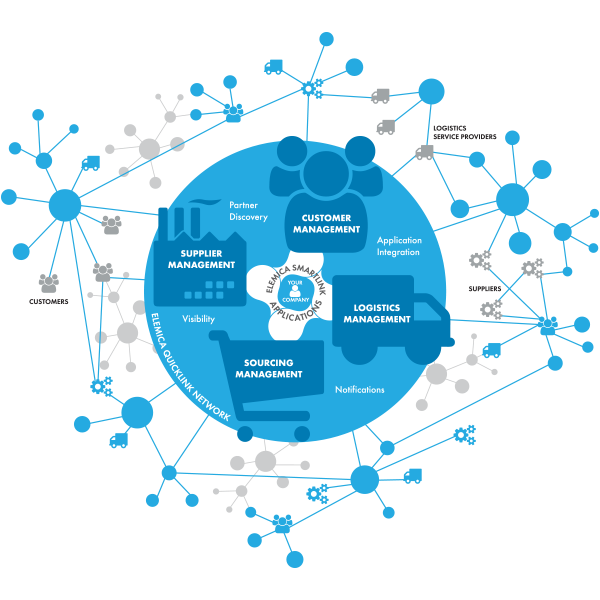 LOGISTICS
SERVICE PROVIDERS
Partner
Discovery
CUSTOMER
MANAGEMENT
Application
Integration
SUPPLIER
MANAGEMENT
ELEMICA SMARTLINK
APPLICATIONS
YOUR
COMPANY
SUPPLIERS
CUSTOMERS
LOGISTICS
MANAGEMENT
Visibility
SOURCING
MANAGEMENT
Notifications
ELEMICA QUICKLINK NETWORK